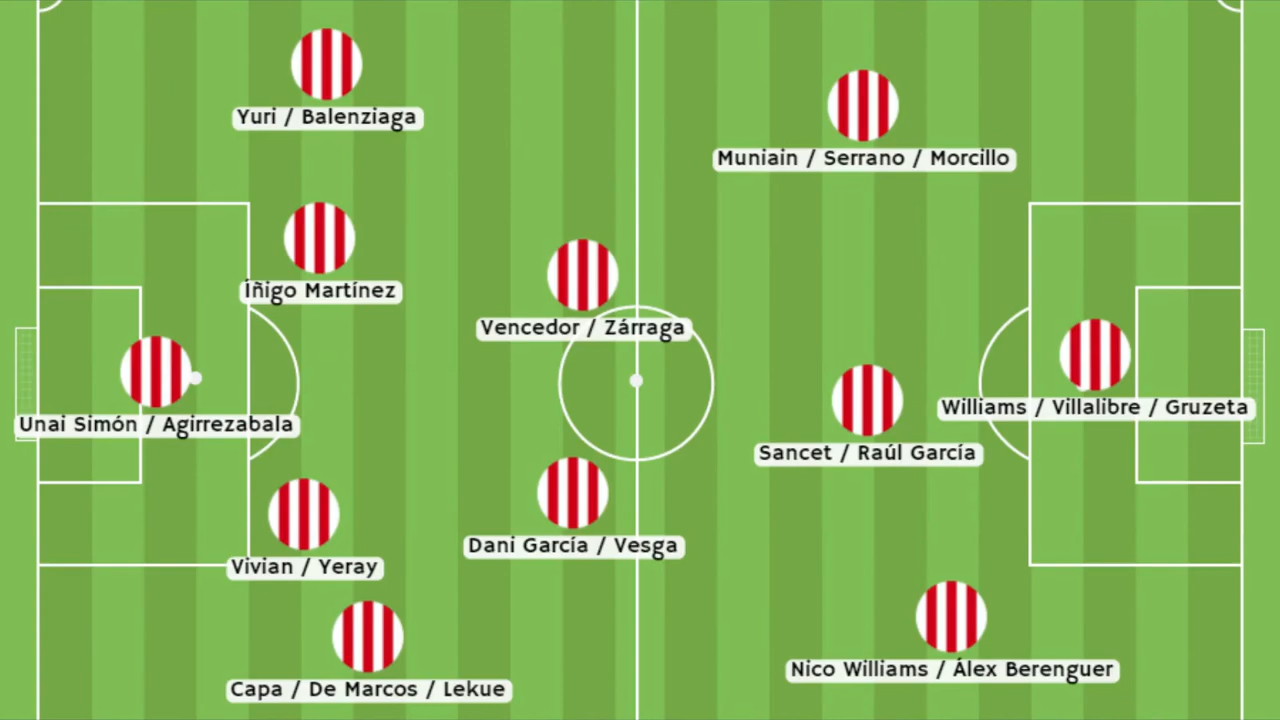 Yuri / Balenziaga
Muniain / Serrano / Morcillo
Íñigo Martínez
Vencedor / Zárraga
Williams / Villalibre / Gruzeta
Unai Simón / Agirrezabala
Sancet / Raúl García
Dani García / Vesga
Vivian / Yeray
Nico Williams / Álex Berenguer
Capa / De Marcos / Lekue